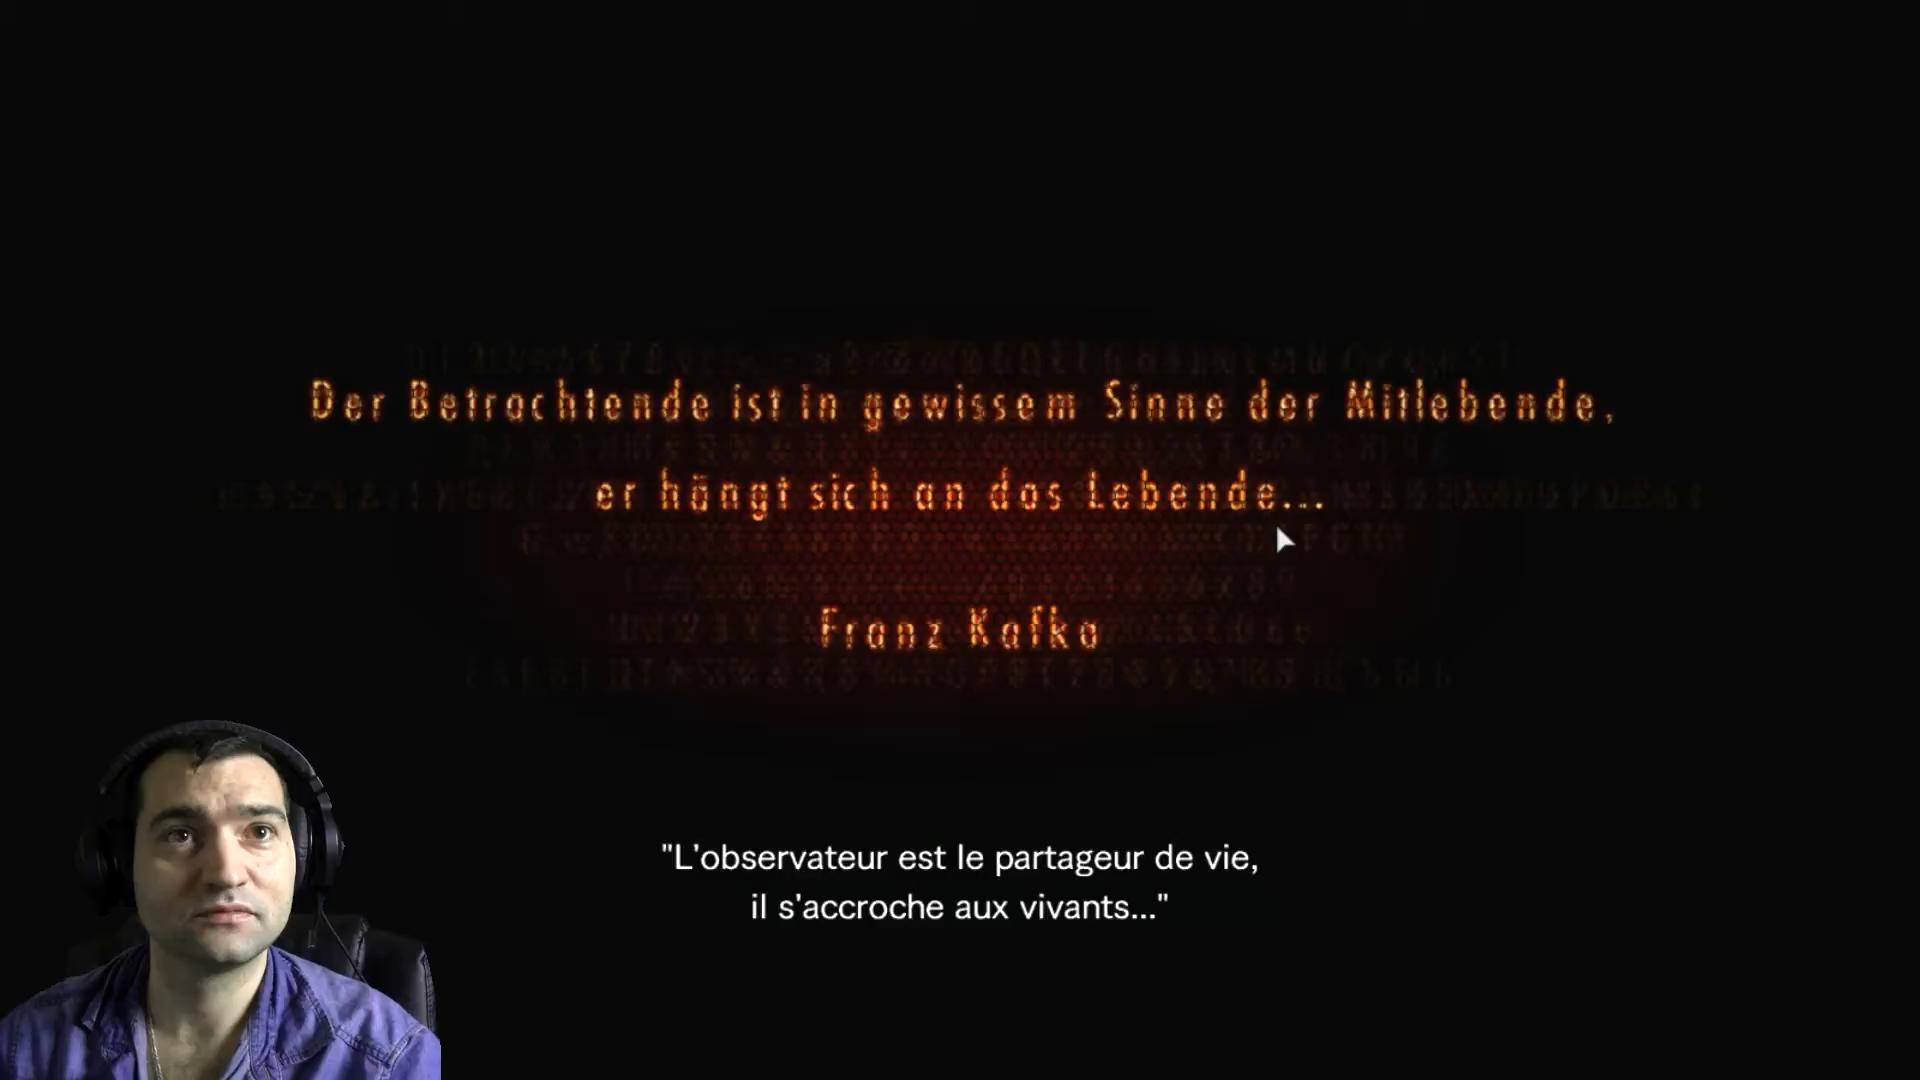 Der Betrachtende ist in gewissem Sinne der Mitlebende,
er hängt sich an das Lebende...
Franz Kafka
"L'observateur est le partageur de vie,
il s'accroche aux vivants..."